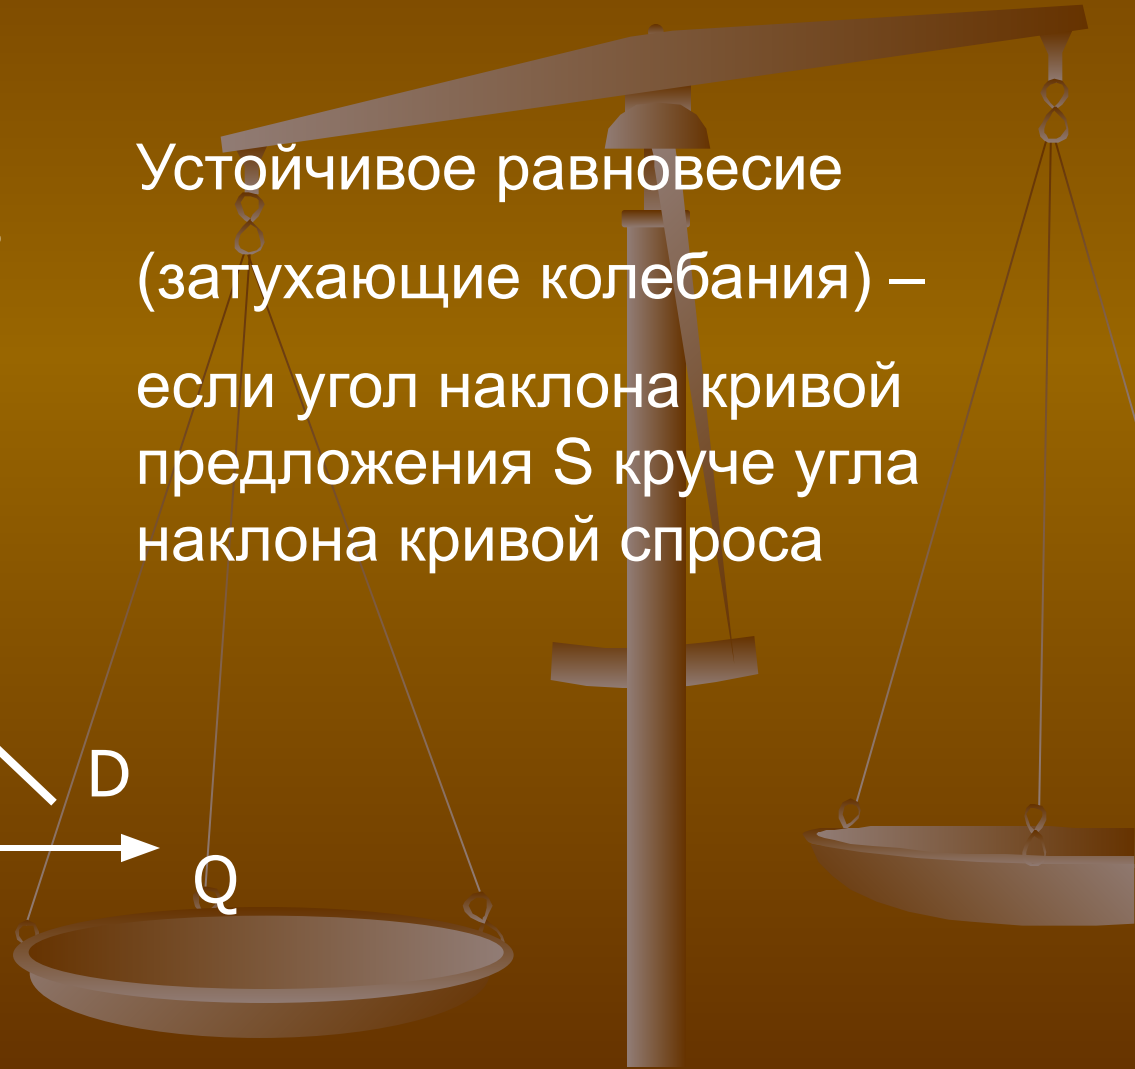 Устойчивое равновесие
(затухающие колебания) –
если угол наклона кривой
предложения S круче угла
наклона кривой спроса
D
Q